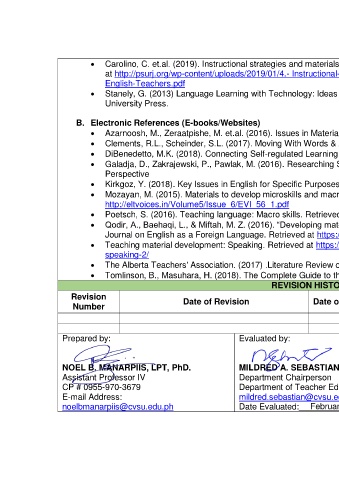 • Carolino, C. et.al. (2019). Instructional strategies and materials
at http://psurj.org/wp-content/uploads/2019/01/4.- Instructional-
English-Teachers.pdf
• Stanely, G. (2013) Language Learning with Technology: Ideas
University Press.
B. Electronic References (E-books/Websites)
• Azarnoosh, M., Zeraatpishe, M. et.al. (2016). Issues in Materia
• Clements, R.L., Scheinder, S.L. (2017). Moving With Words &
• DiBenedetto, M.K. (2018). Connecting Self-regulated Learning
• Galadja, D., Zakrajewski, P., Pawlak, M. (2016). Researching S
Perspective
• Kirkgoz, Y. (2018). Key Issues in English for Specific Purposes
• Mozayan, M. (2015). Materials to develop microskills and macr
http://eltvoices.in/Volume5/Issue_6/EVI_56_1.pdf
• Poetsch, S. (2016). Teaching language: Macro skills. Retrieved
• Qodir, A., Baehaqi, L., & Miftah, M. Z. (2016). "Developing mat
Journal on English as a Foreign Language. Retrieved at https:
• Teaching material development: Speaking. Retrieved at https:/
speaking-2/
• The Alberta Teachers' Association. (2017) .Literature Review o
• Tomlinson, B., Masuhara, H. (2018). The Complete Guide to th
REVISION HISTO
Revision Number Date of Revision Date o
Prepared by: Evaluated by:
NOEL B. MANARPIIS, LPT, PhD. MILDRED A. SEBASTIAN
Assistant Professor IV Department Chairperson
CP # 0955-970-3679 Department of Teacher Ed
E-mail Address: mildred.sebastian@cvsu.e
noelbmanarpiis@cvsu.edu.ph Date Evaluated: Februar